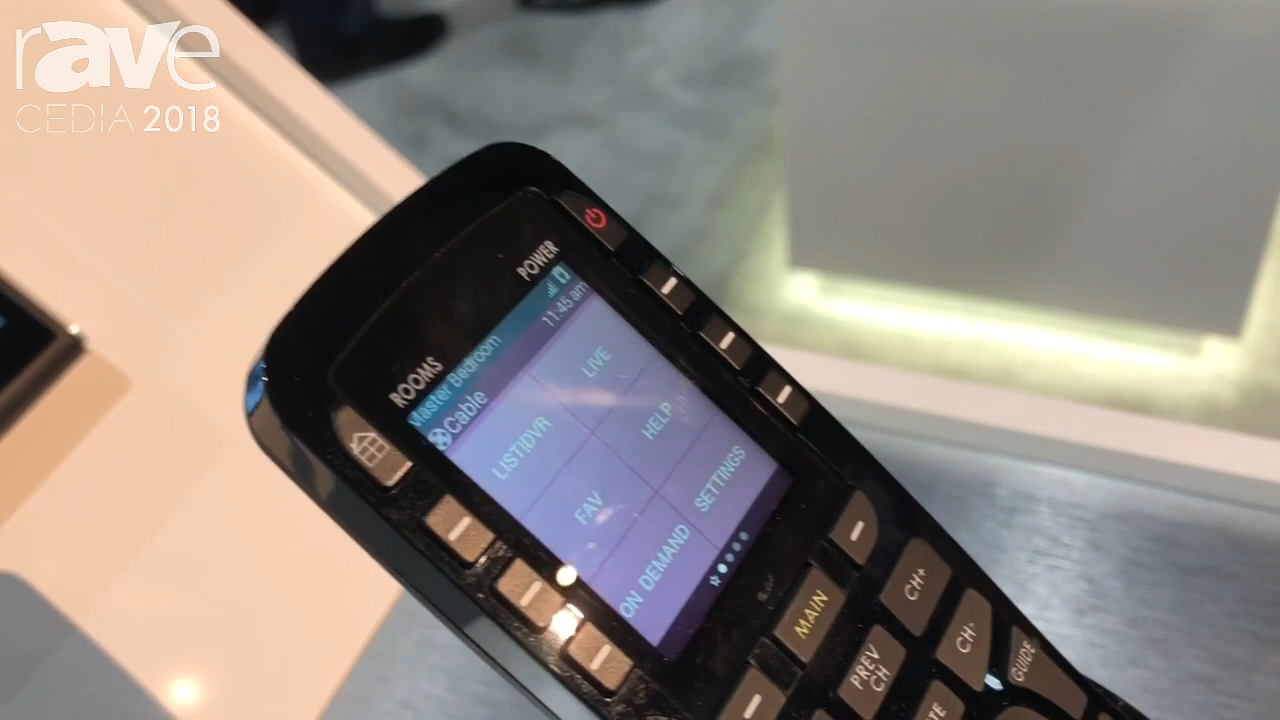 rave
CEDIA 2018
POWER
ROOMS
Master Bedroom
11:45 am
Cable
LIST|DVR
LIVE
FAV
HELP
ON DEMAND
SETTINGS
MAIN
CH+
PREV
CH
CH-
GUIDE